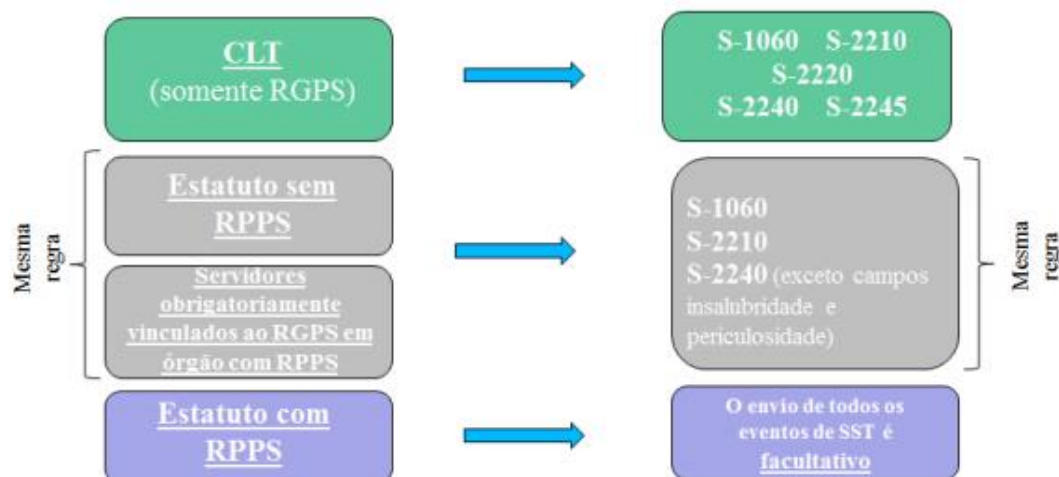 CLT
(somente RGPS)
S-1060 S-2210
S-2220
S-2240 S-2245
Mesma
regra
Estatuto sem
RPPS
Servidores
obrigatoriamente
vinculados ao RGPS em
órgão com RPPS
S-1060
S-2210
S-2240 (exceto campos
insalubridade e
periculosidade)
Mesma
regra
Estatuto com
RPPS
O envio de todos os
eventos de SST é
facultativo